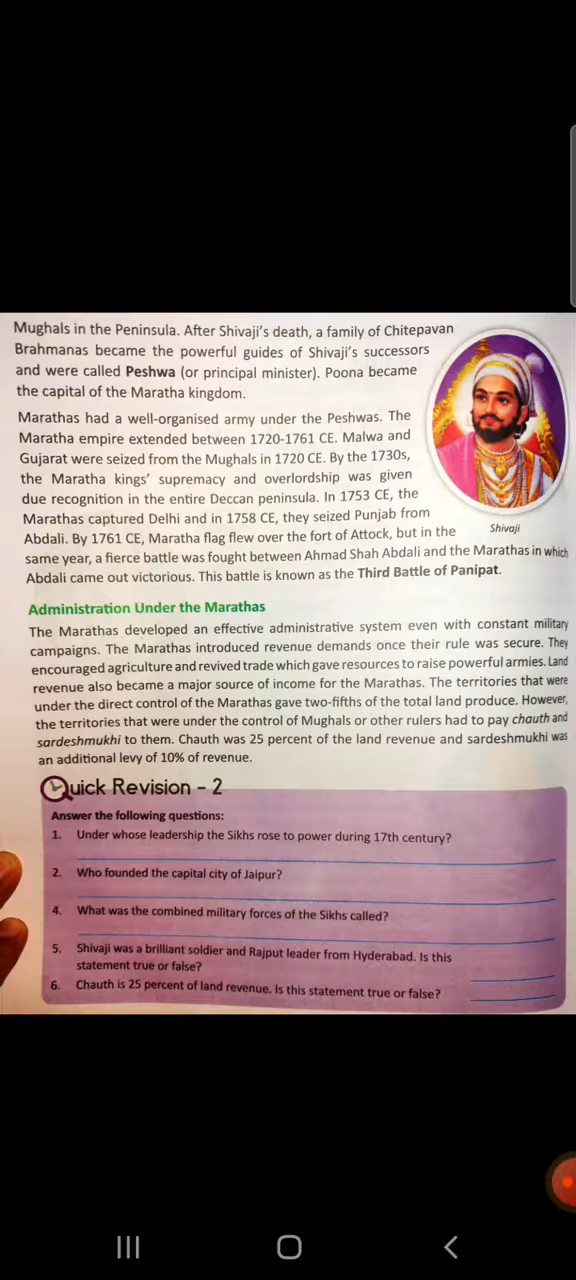 Mughals in the Peninsula. After Shivaji's death, a family of Chitepavan
Brahmanas became the powerful guides of Shivaji's successors
and were called Peshwa (or principal minister). Poona became
the capital of the Maratha kingdom.
Marathas had a well-organised army under the Peshwas. The
Maratha empire extended between 1720-1761 CE. Malwa and
Gujarat were seized from the Mughals in 1720 CE. By the 1730s,
the Maratha kings' supremacy and overlordship was given
due recognition in the entire Deccan peninsula. In 1753 CE, the
Marathas captured Delhi and in 1758 CE, they seized Punjab from
Abdali. By 1761 CE, Maratha flag flew over the fort of Attock, but in the
same year, a fierce battle was fought between Ahmad Shah Abdali and the Marathas in which
Abdali came out victorious. This battle is known as the Third Battle of Panipat.
Shivaji
Administration Under the Marathas
The Marathas developed an effective administrative system even with constant military
campaigns. The Marathas introduced revenue demands once their rule was secure. They
encouraged agriculture and revived trade which gave resources to raise powerful armies. Land
revenue also became a major source of income for the Marathas. The territories that were
under the direct control of the Marathas gave two-fifths of the total land produce. However,
the territories that were under the control of Mughals or other rulers had to pay chauth and
sardeshmukhi to them. Chauth was 25 percent of the land revenue and sardeshmukhi was
an additional levy of 10% of revenue.
Quick Revision - 2
Answer the following questions:
1. Under whose leadership the Sikhs rose to power during 17th century?
2. Who founded the capital city of Jaipur?
4. What was the combined military forces of the Sikhs called?
5. Shivaji was a brilliant soldier and Rajput leader from Hyderabad. Is this
statement true or false?
6. Chauth is 25 percent of land revenue. Is this statement true or false?